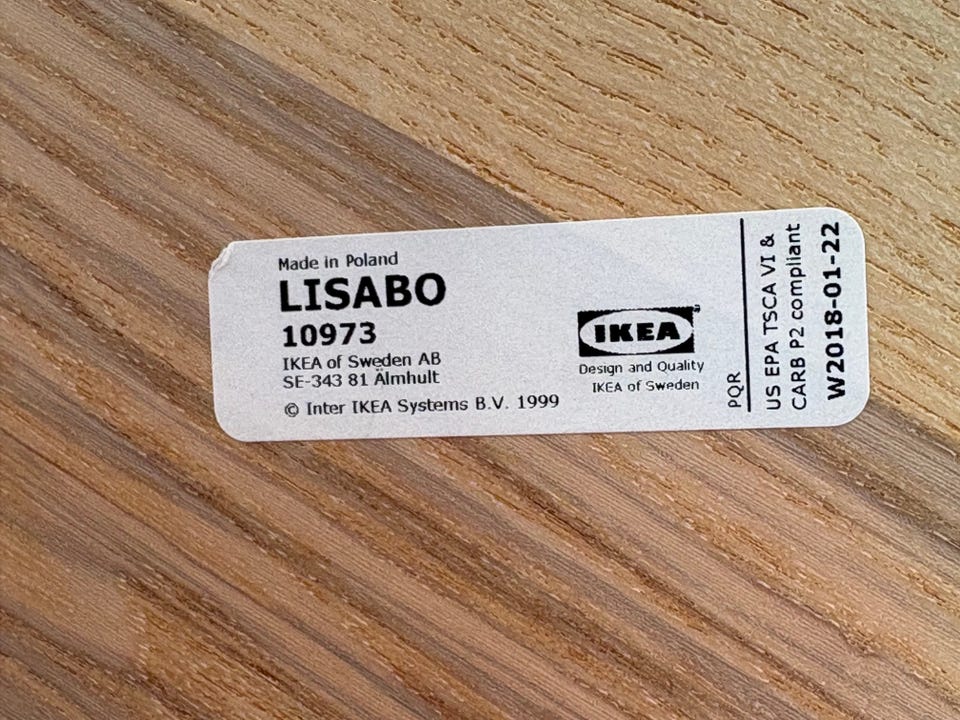 Made in Poland
LISABO
10973
IKEA of Sweden AB
SE-343 81 Älmhult
© Inter IKEA Systems B.V. 1999
IKEA®
Design and Quality
IKEA of Sweden
PQR
US EPA TSCA VI &
CARB P2 compliant
W2018-01-22